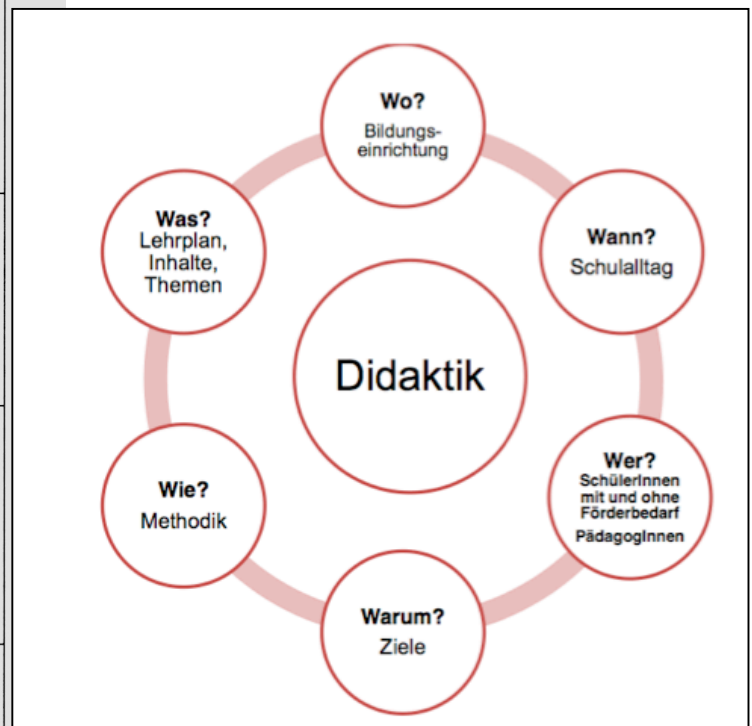 Wo?
Bildungs-
einrichtung
Wann?
Schulalltag
Wer?
SchülerInnen
mit und ohne
Förderbedarf
PädagogInnen
Warum?
Ziele
Wie?
Methodik
Was?
Lehrplan,
Inhalte,
Themen
Didaktik